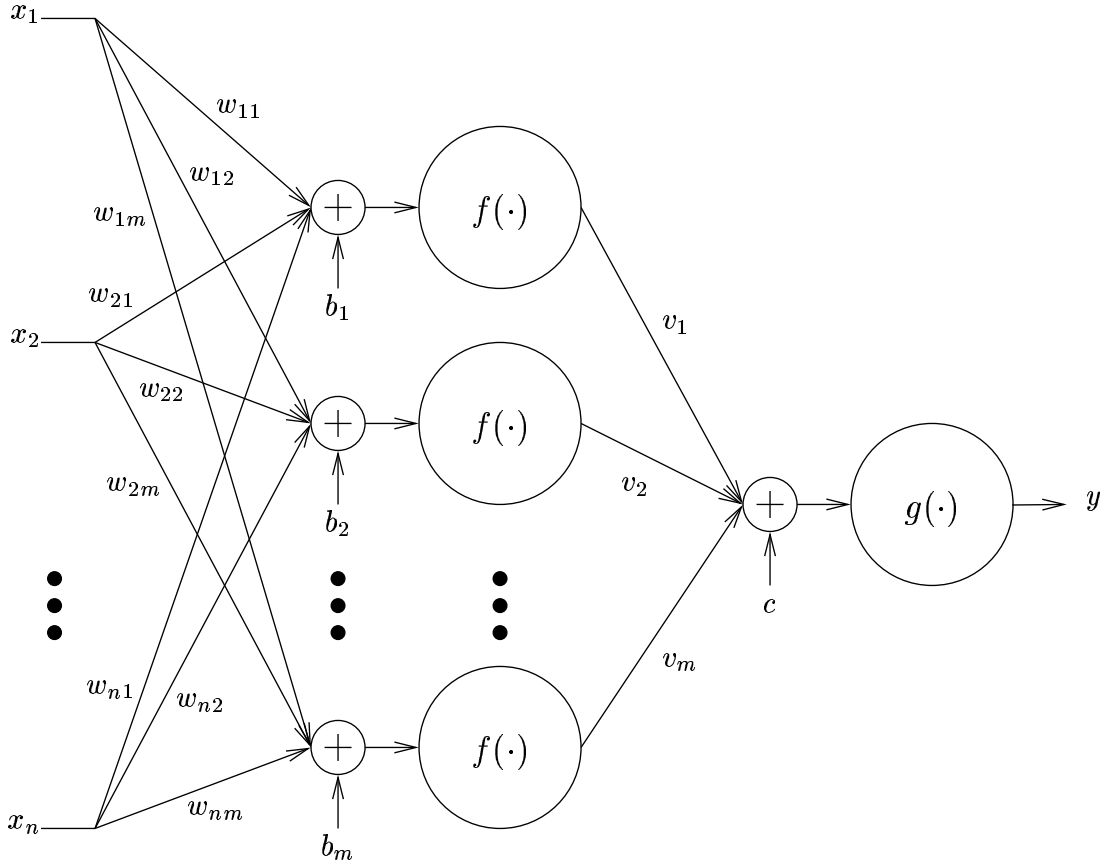 x₁
w₁₁
w₁₂
w₁ₘ
+
f(·)
b₁
w₂₁
v₁
x₂
w₂₂
+
f(·)
w₂ₘ
v₂
b₂
+
g(·)
y
c
wₙ₁
wₙ₂
vₘ
+
f(·)
wₙₘ
xₙ
bₘ